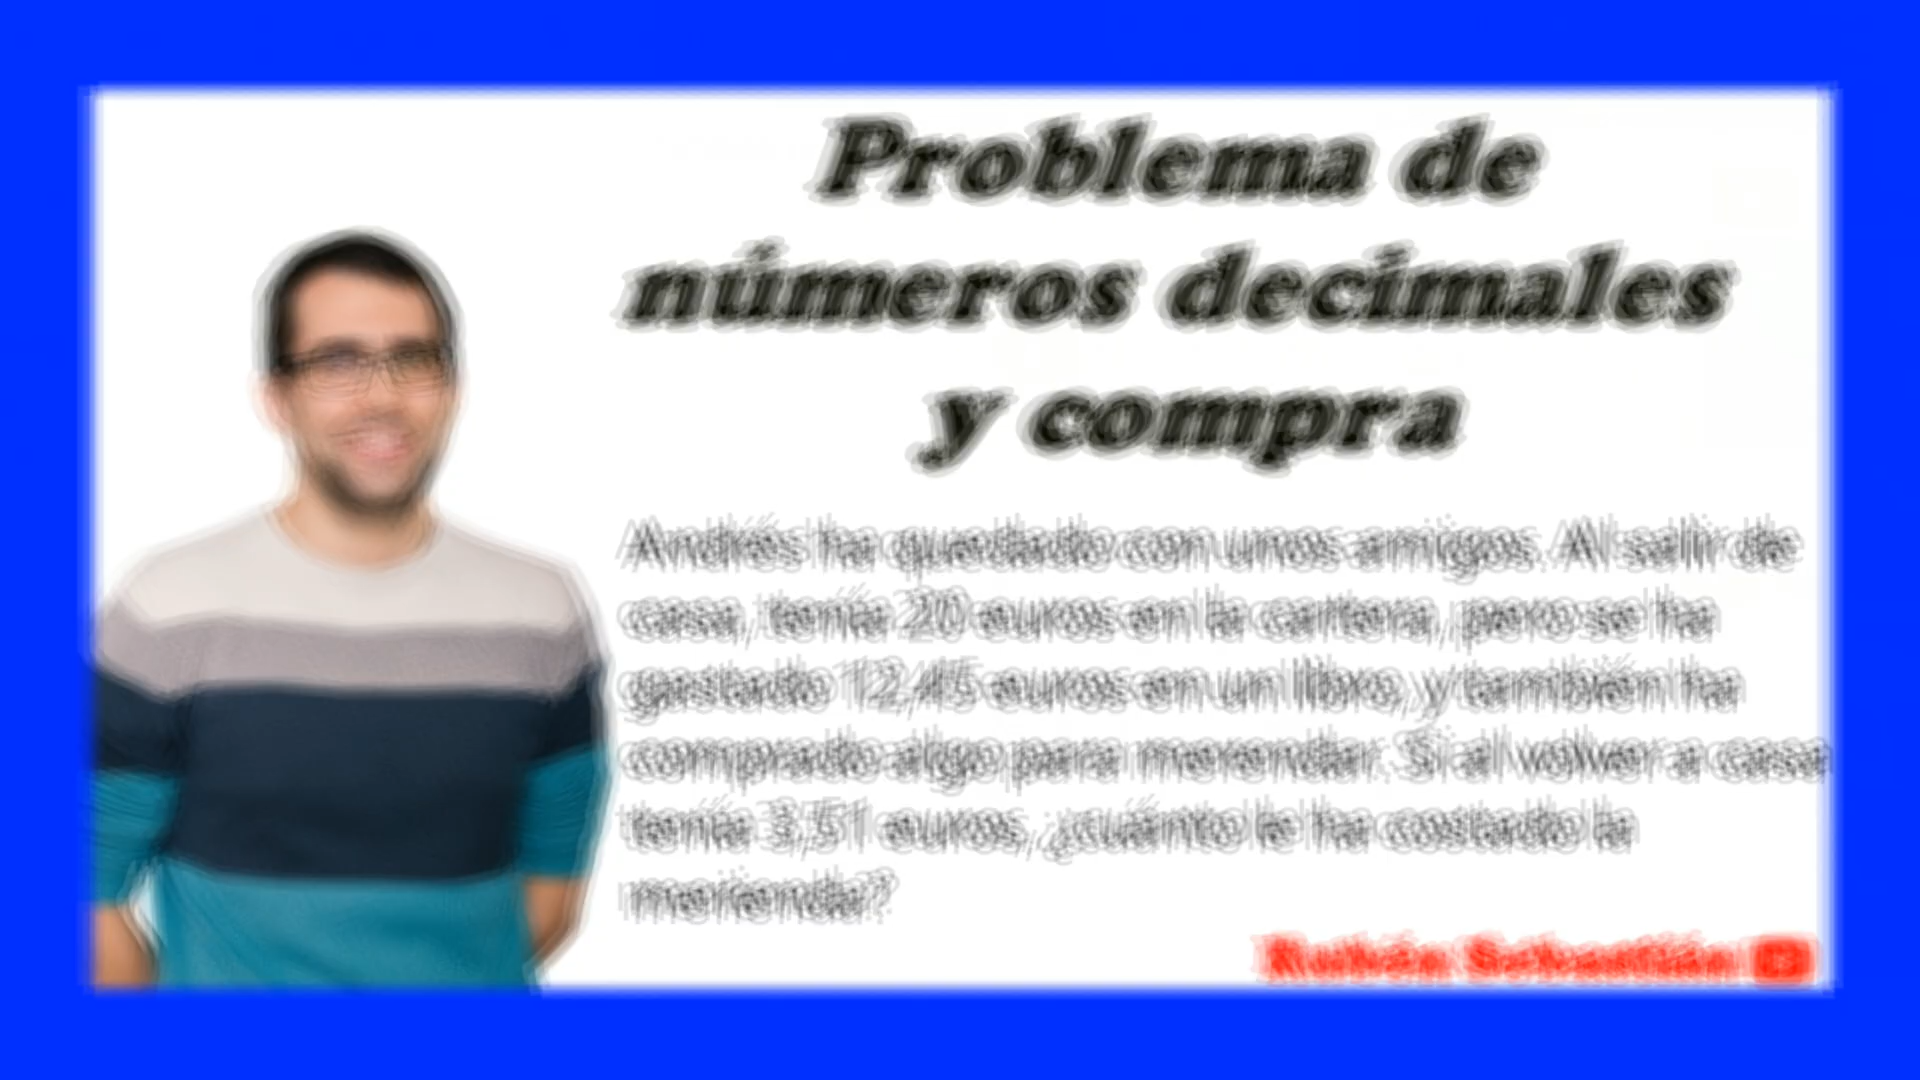 Problema de
números decimales
y compra
Andrés ha quedado con unos amigos. Al salir de
casa, tenía 20 euros en la cartera, pero se ha
gastado 12,45 euros en un libro, y también ha
comprado algo para merendar. Si al volver a casa
tenía 3,51 euros, ¿cuánto le ha costado la
merienda?
Rubén Sebastián